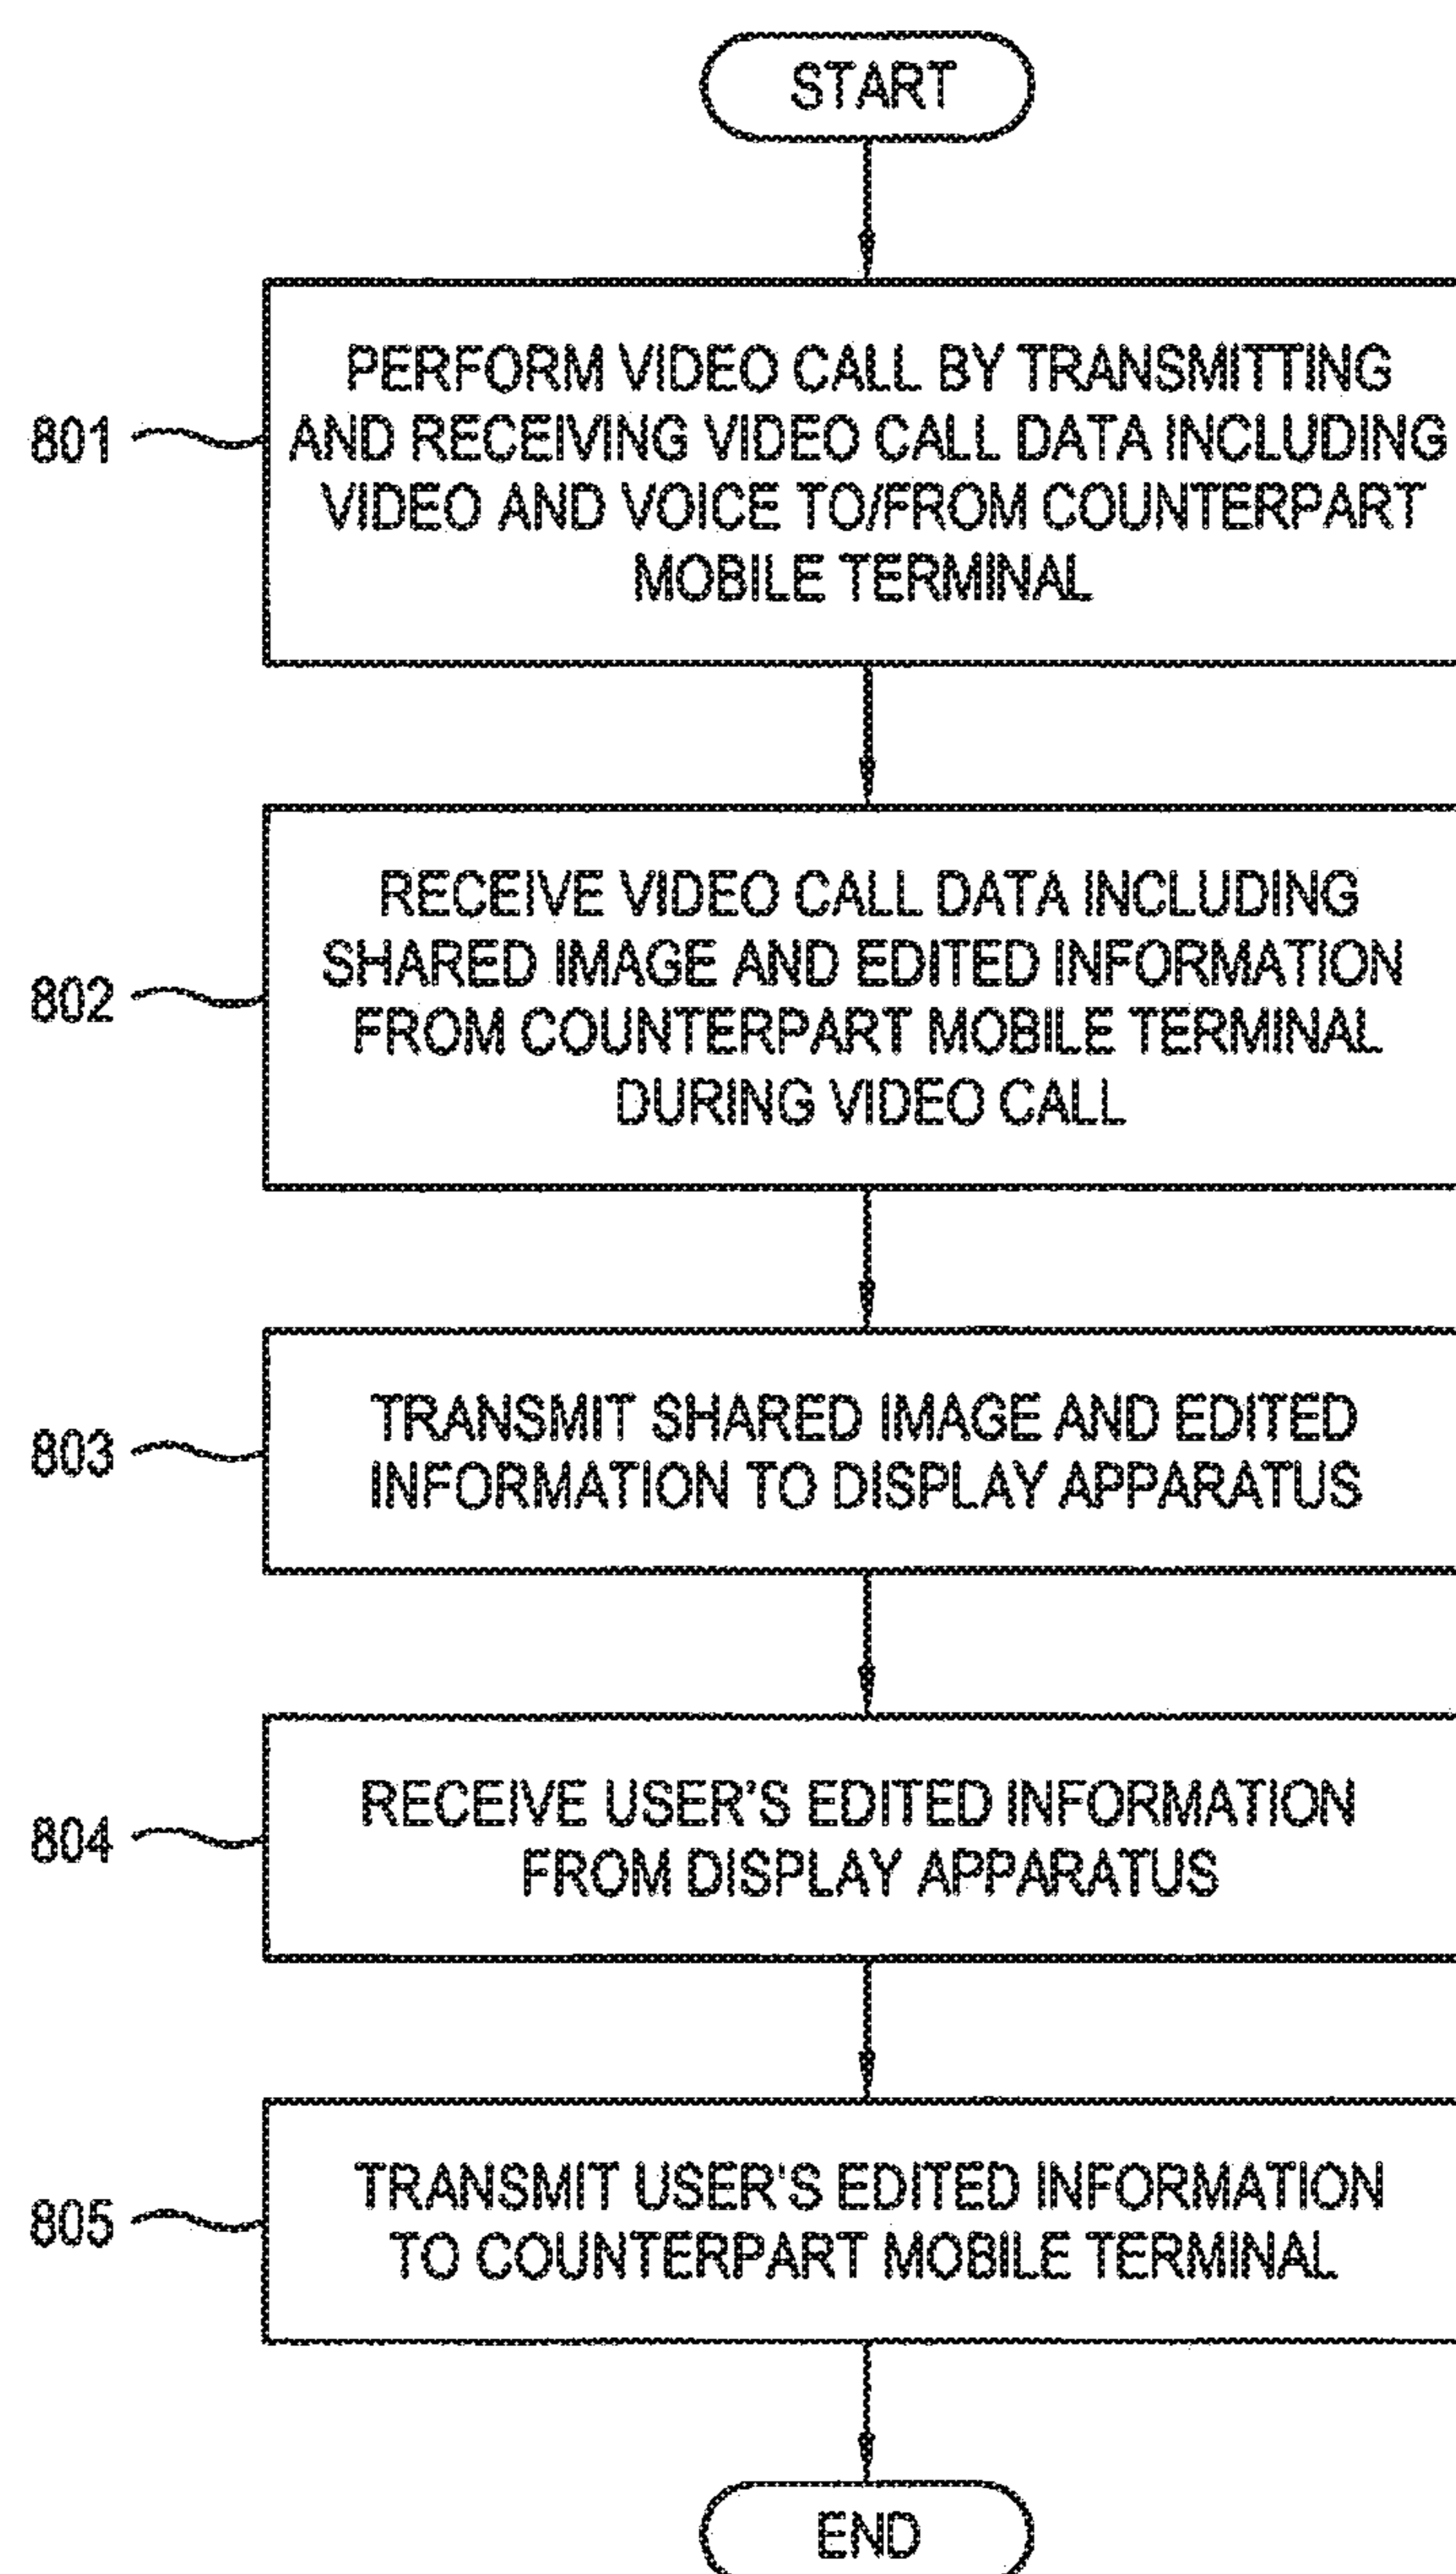 START
801
PERFORM VIDEO CALL BY TRANSMITTING
AND RECEIVING VIDEO CALL DATA INCLUDING
VIDEO AND VOICE TO/FROM COUNTERPART
MOBILE TERMINAL
802
RECEIVE VIDEO CALL DATA INCLUDING
SHARED IMAGE AND EDITED INFORMATION
FROM COUNTERPART MOBILE TERMINAL
DURING VIDEO CALL
803
TRANSMIT SHARED IMAGE AND EDITED
INFORMATION TO DISPLAY APPARATUS
804
RECEIVE USER'S EDITED INFORMATION
FROM DISPLAY APPARATUS
805
TRANSMIT USER'S EDITED INFORMATION
TO COUNTERPART MOBILE TERMINAL
END